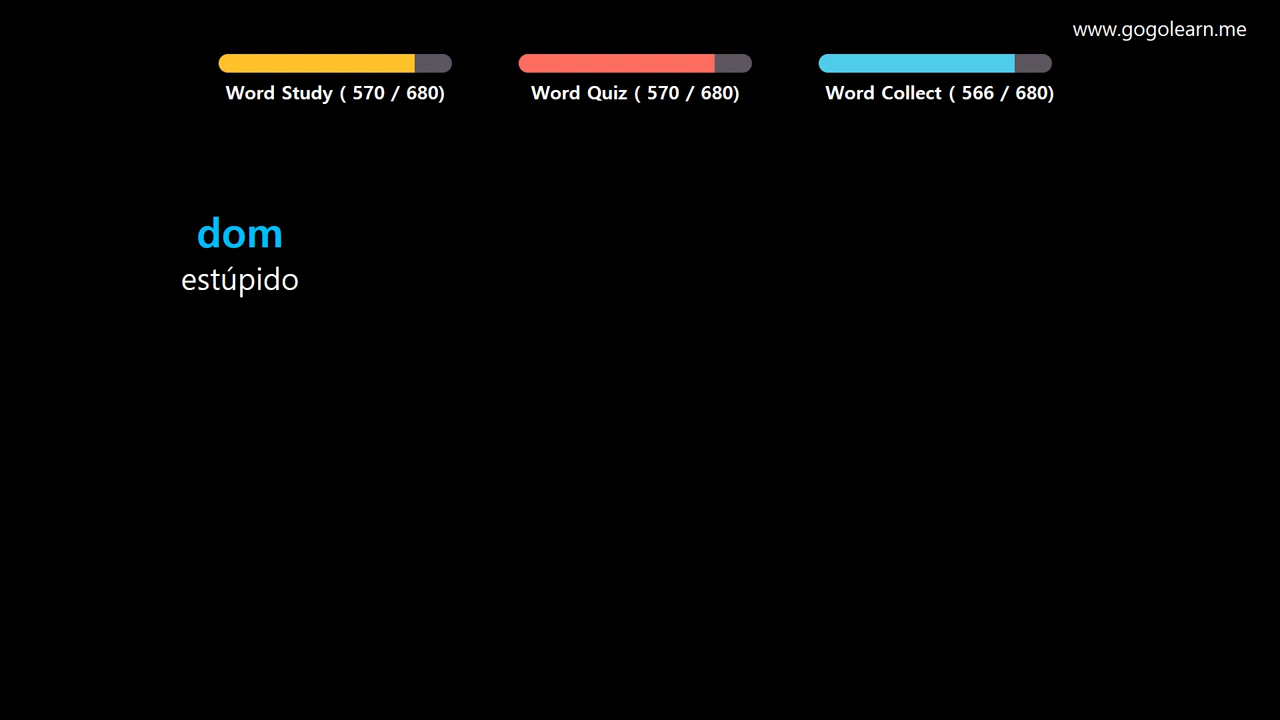 www.gogolearn.me
Word Study ( 570 / 680)
Word Quiz ( 570 / 680)
Word Collect ( 566 / 680)
dom
estúpido